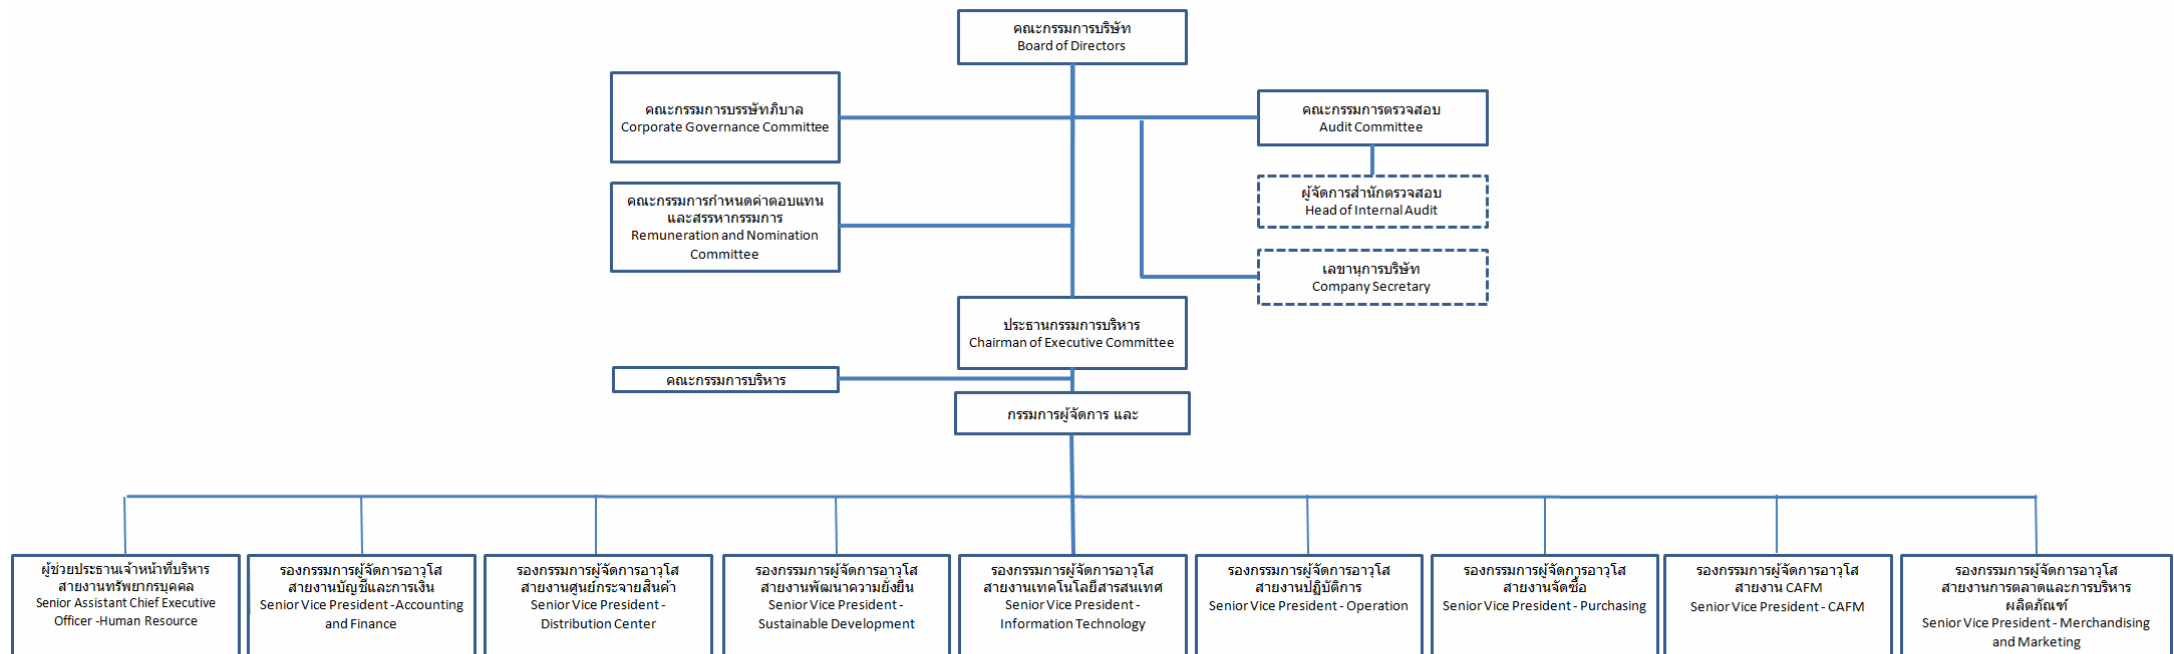 คณะกรรมการบริษัท
Board of Directors
คณะกรรมการบรรษัทภิบาล
Corporate Governance Committee
คณะกรรมการตรวจสอบ
Audit Committee
คณะกรรมการกำหนดค่าตอบแทน
และสรรหากรรมการ
Remuneration and Nomination
Committee
ผู้จัดการสำนักตรวจสอบ
Head of Internal Audit
เลขานุการบริษัท
Company Secretary
ประธานกรรมการบริหาร
Chairman of Executive Committee
คณะกรรมการบริหาร
กรรมการผู้จัดการ และ
ผู้ช่วยประธานเจ้าหน้าที่บริหาร
สายงานทรัพยากรบุคคล
Senior Assistant Chief Executive
Officer -Human Resource
รองกรรมการผู้จัดการอาวุโส
สายงานบัญชีและการเงิน
Senior Vice President -Accounting
and Finance
รองกรรมการผู้จัดการอาวุโส
สายงานศูนย์กระจายสินค้า
Senior Vice President -
Distribution Center
รองกรรมการผู้จัดการอาวุโส
สายงานพัฒนาความยั่งยืน
Senior Vice President -
Sustainable Development
รองกรรมการผู้จัดการอาวุโส
สายงานเทคโนโลยีสารสนเทศ
Senior Vice President -
Information Technology
รองกรรมการผู้จัดการอาวุโส
สายงานปฏิบัติการ
Senior Vice President - Operation
รองกรรมการผู้จัดการอาวุโส
สายงานจัดซื้อ
Senior Vice President - Purchasing
รองกรรมการผู้จัดการอาวุโส
สายงาน CAFM
Senior Vice President - CAFM
รองกรรมการผู้จัดการอาวุโส
สายงานการตลาดและการบริหาร
ผลิตภัณฑ์
Senior Vice President - Merchandising
and Marketing